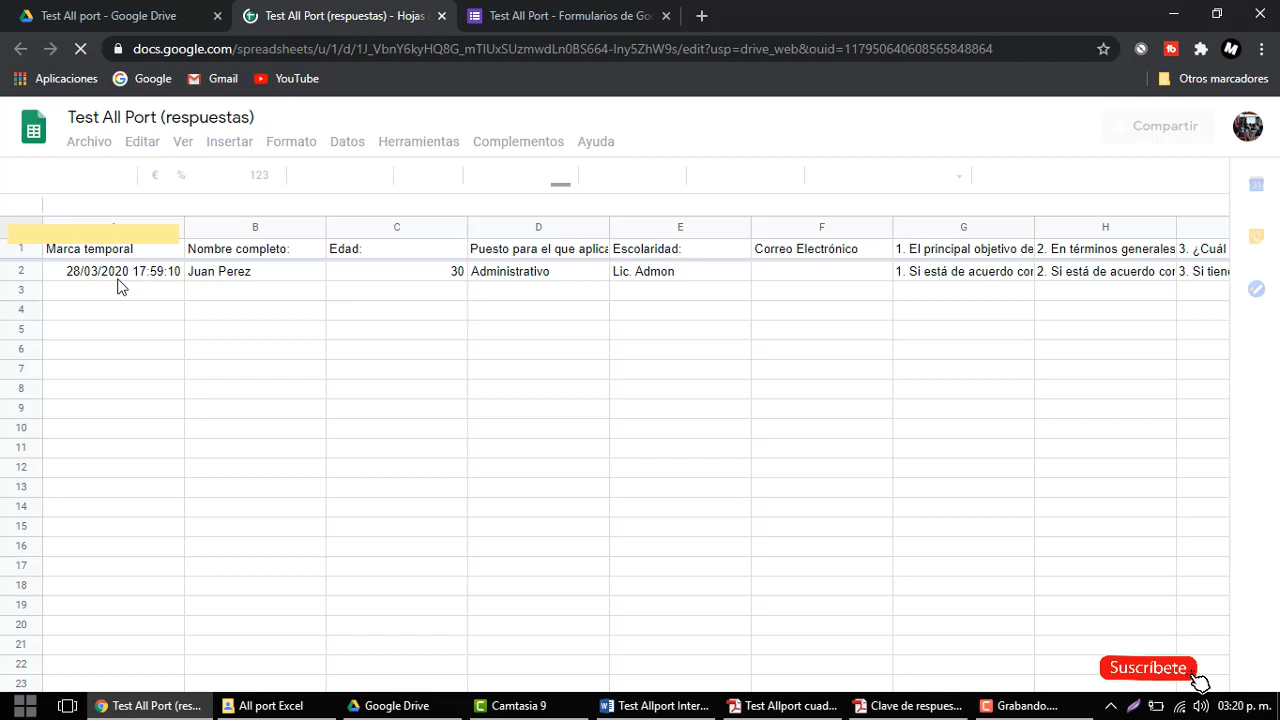 Test All port - Google Drive
Test All Port (respuestas) - Hojas
Test All port - Formularios de Go
docs.google.com/spreadsheets/u/1/d/1J_VbnY6kyHQ8G_mTIUxSUzmwdLn0BS664-lny5ZhW9s/edit?usp=drive_web&ouid=117950640608565848864
Aplicaciones
Google
Gmail
YouTube
Otros marcadores
Test All Port (respuestas)
Archivo Editar Ver Insertar Formato Datos Herramientas Complementos Ayuda
Compartir
€ % 123
B C D E F G H
1 Marca temporal Nombre completo: Edad: Puesto para el que aplica Escolaridad: Correo Electrónico 1. El principal objetivo de 2. En términos generales 3. ¿Cuál
2 28/03/2020 17:59:10 Juan Perez 30 Administrativo Lic. Admon 1. Si está de acuerdo con 2. Si está de acuerdo con 3. Si tiene
3
4
5
6
7
8
9
10
11
12
13
14
15
16
17
18
19
20
21
22
23
Suscríbete
Test All Port (res... All port Excel Google Drive Camtasia 9 Test Allport Inter... Test Allport cuad... Clave de respues... Grabando.... 03:20 p. m.